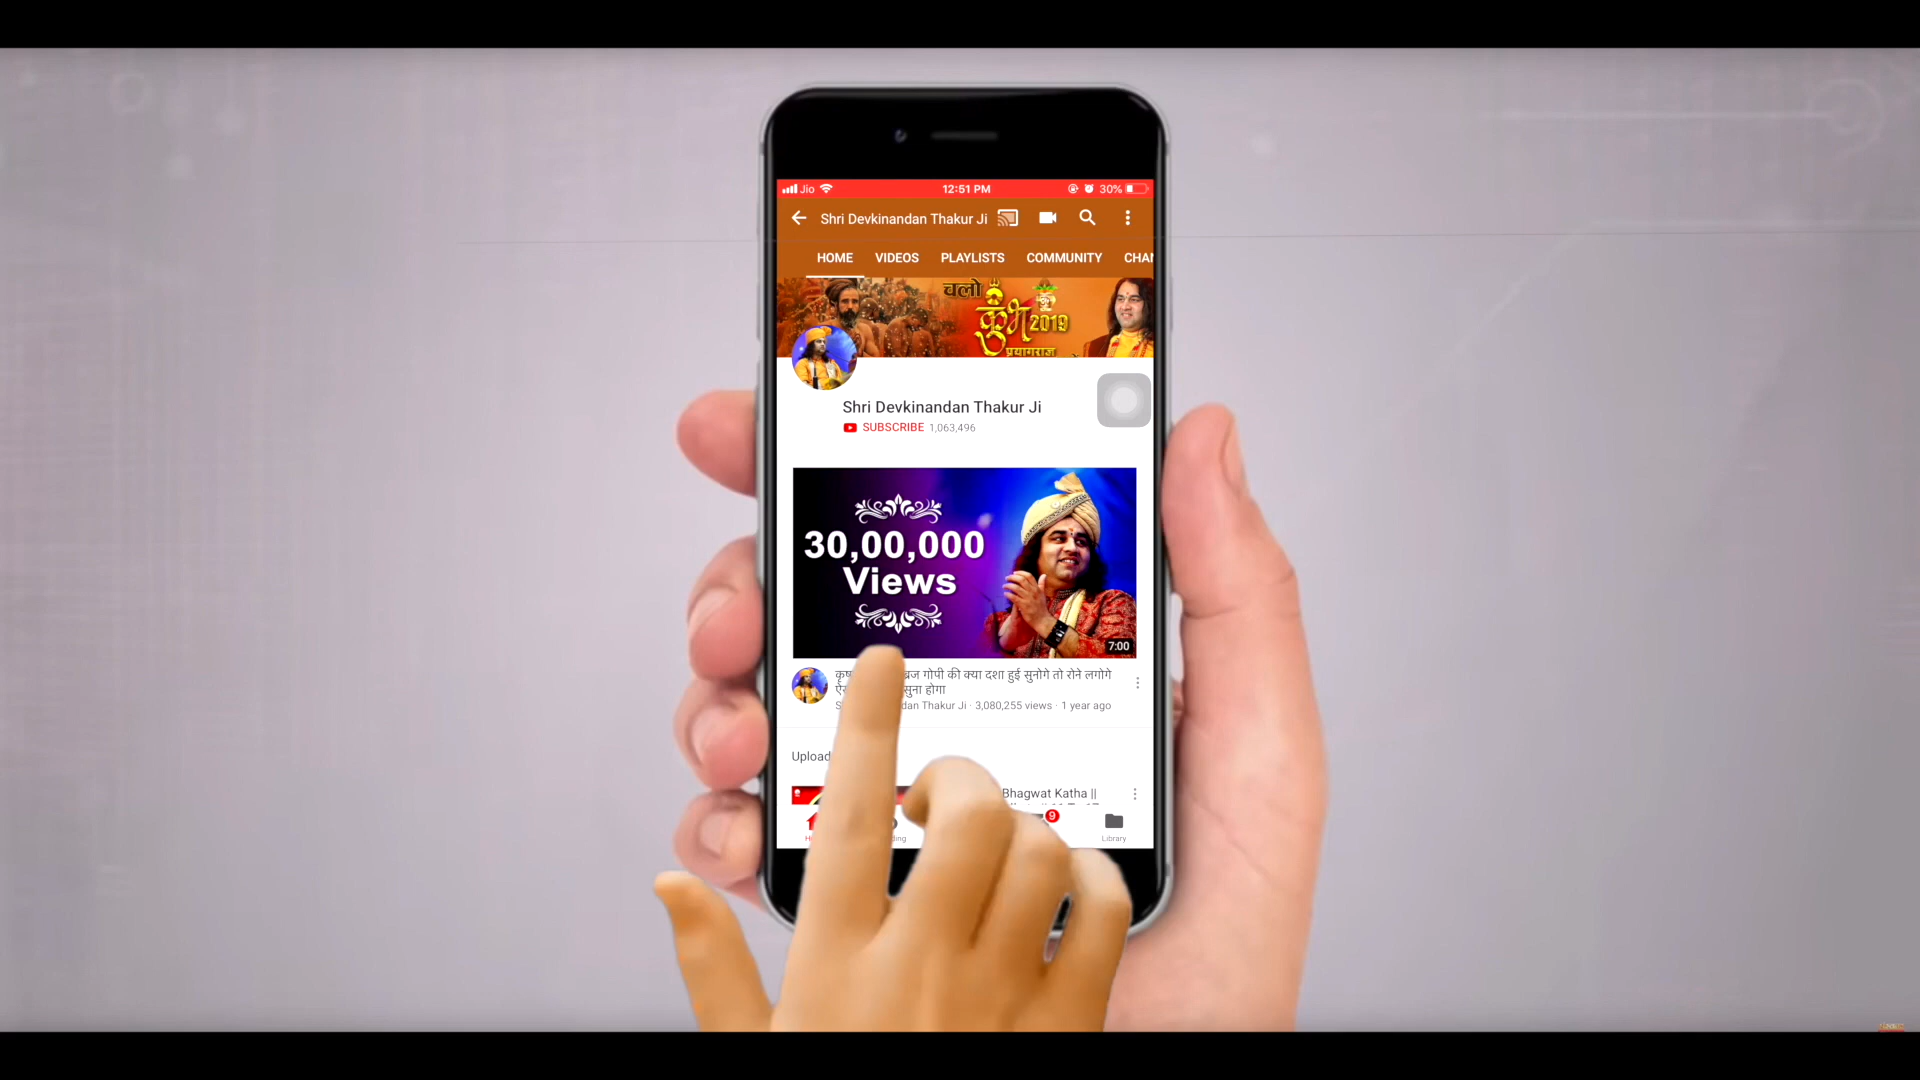 Jio 12:51 PM 30%
Shri Devkinandan Thakur Ji
HOME VIDEOS PLAYLISTS COMMUNITY CHAN
चलो
कुंभ 2019
प्रयागराज
Shri Devkinandan Thakur Ji
SUBSCRIBE 1,063,496
30,00,000
Views
7:00
ब्रज गोपी की क्या दशा हुई सुनोगे तो रोने लगोगे
सुना होगा
dan Thakur Ji · 3,080,255 views · 1 year ago
Upload
Bhagwat Katha ||
9
Library